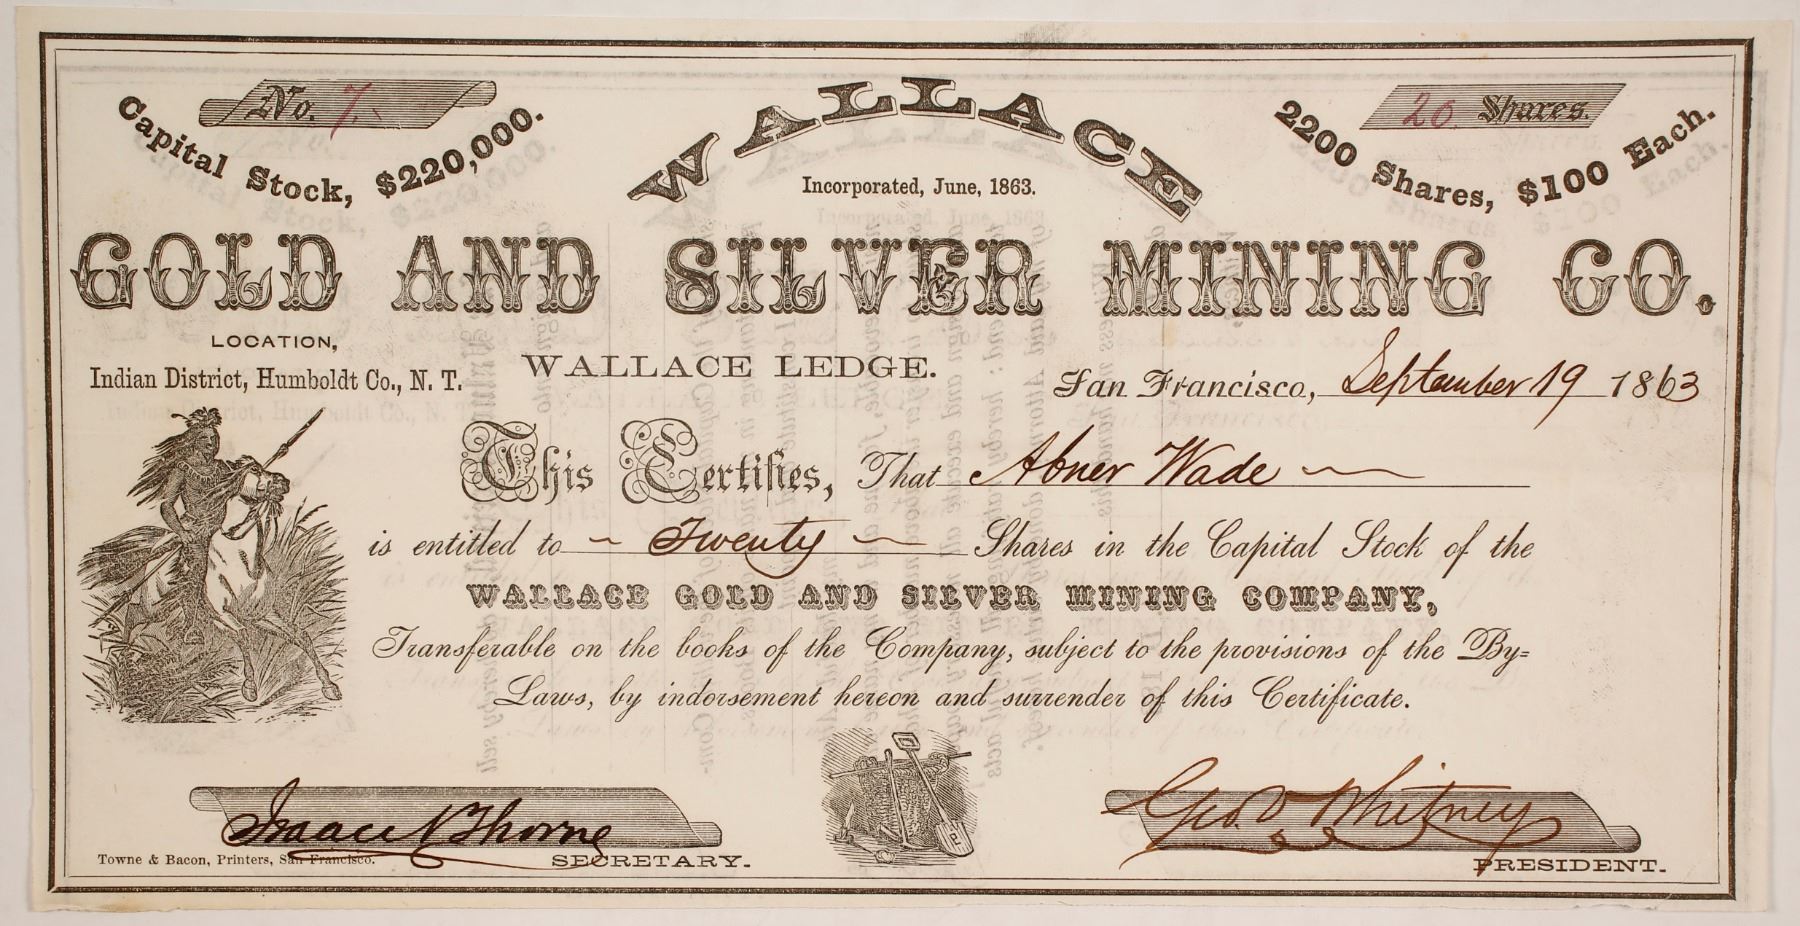 No. 7.
20 Shares.
Capital Stock, $220,000.
WALLACE
2200 Shares, $100 Each.
Incorporated, June, 1863.
GOLD AND SILVER MINING CO.
LOCATION,
Indian District, Humboldt Co., N. T.
WALLACE LEDGE.
San Francisco, September 19 1863
This Certifies, That Abner Wade
is entitled to Twenty Shares in the Capital Stock of the
WALLACE GOLD AND SILVER MINING COMPANY,
Transferable on the books of the Company, subject to the provisions of the By=
Laws, by indorsement hereon and surrender of this Certificate.
Isaac N Thorne
Geo. O Whitney
Towne & Bacon, Printers, San Francisco.
SECRETARY.
PRESIDENT.